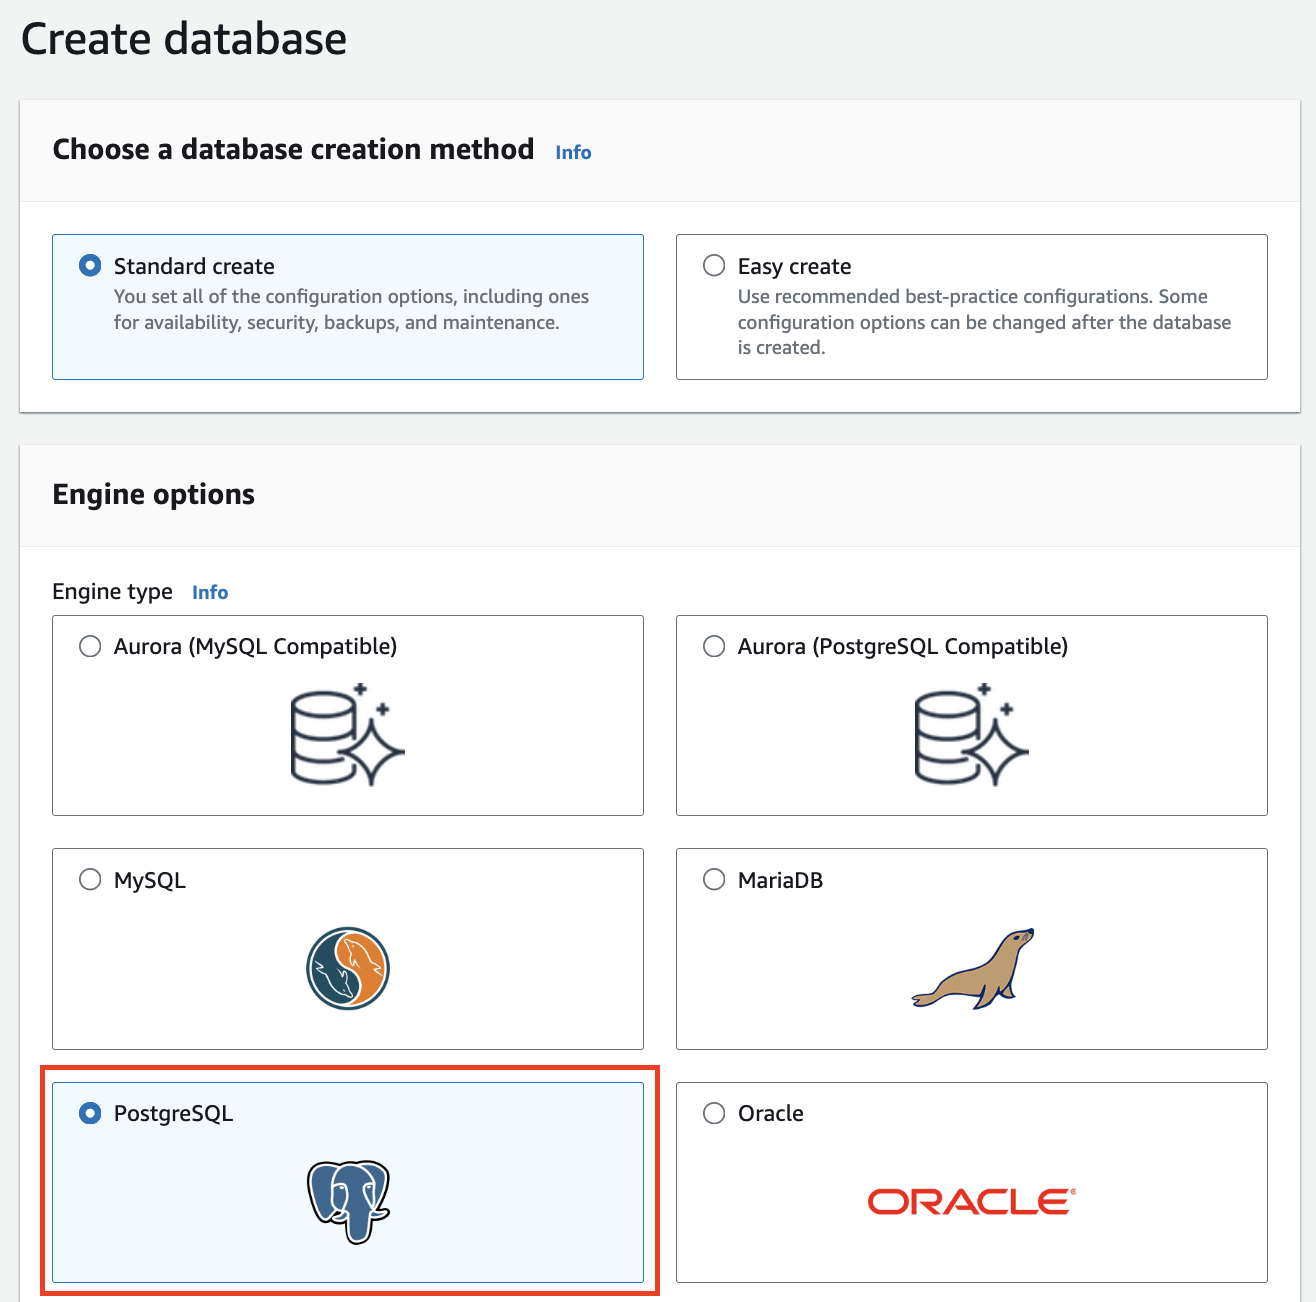 Create database
Choose a database creation method Info
Standard create
You set all of the configuration options, including ones
for availability, security, backups, and maintenance.
Easy create
Use recommended best-practice configurations. Some
configuration options can be changed after the database
is created.
Engine options
Engine type Info
Aurora (MySQL Compatible)
Aurora (PostgreSQL Compatible)
MySQL
MariaDB
PostgreSQL
Oracle
ORACLE®